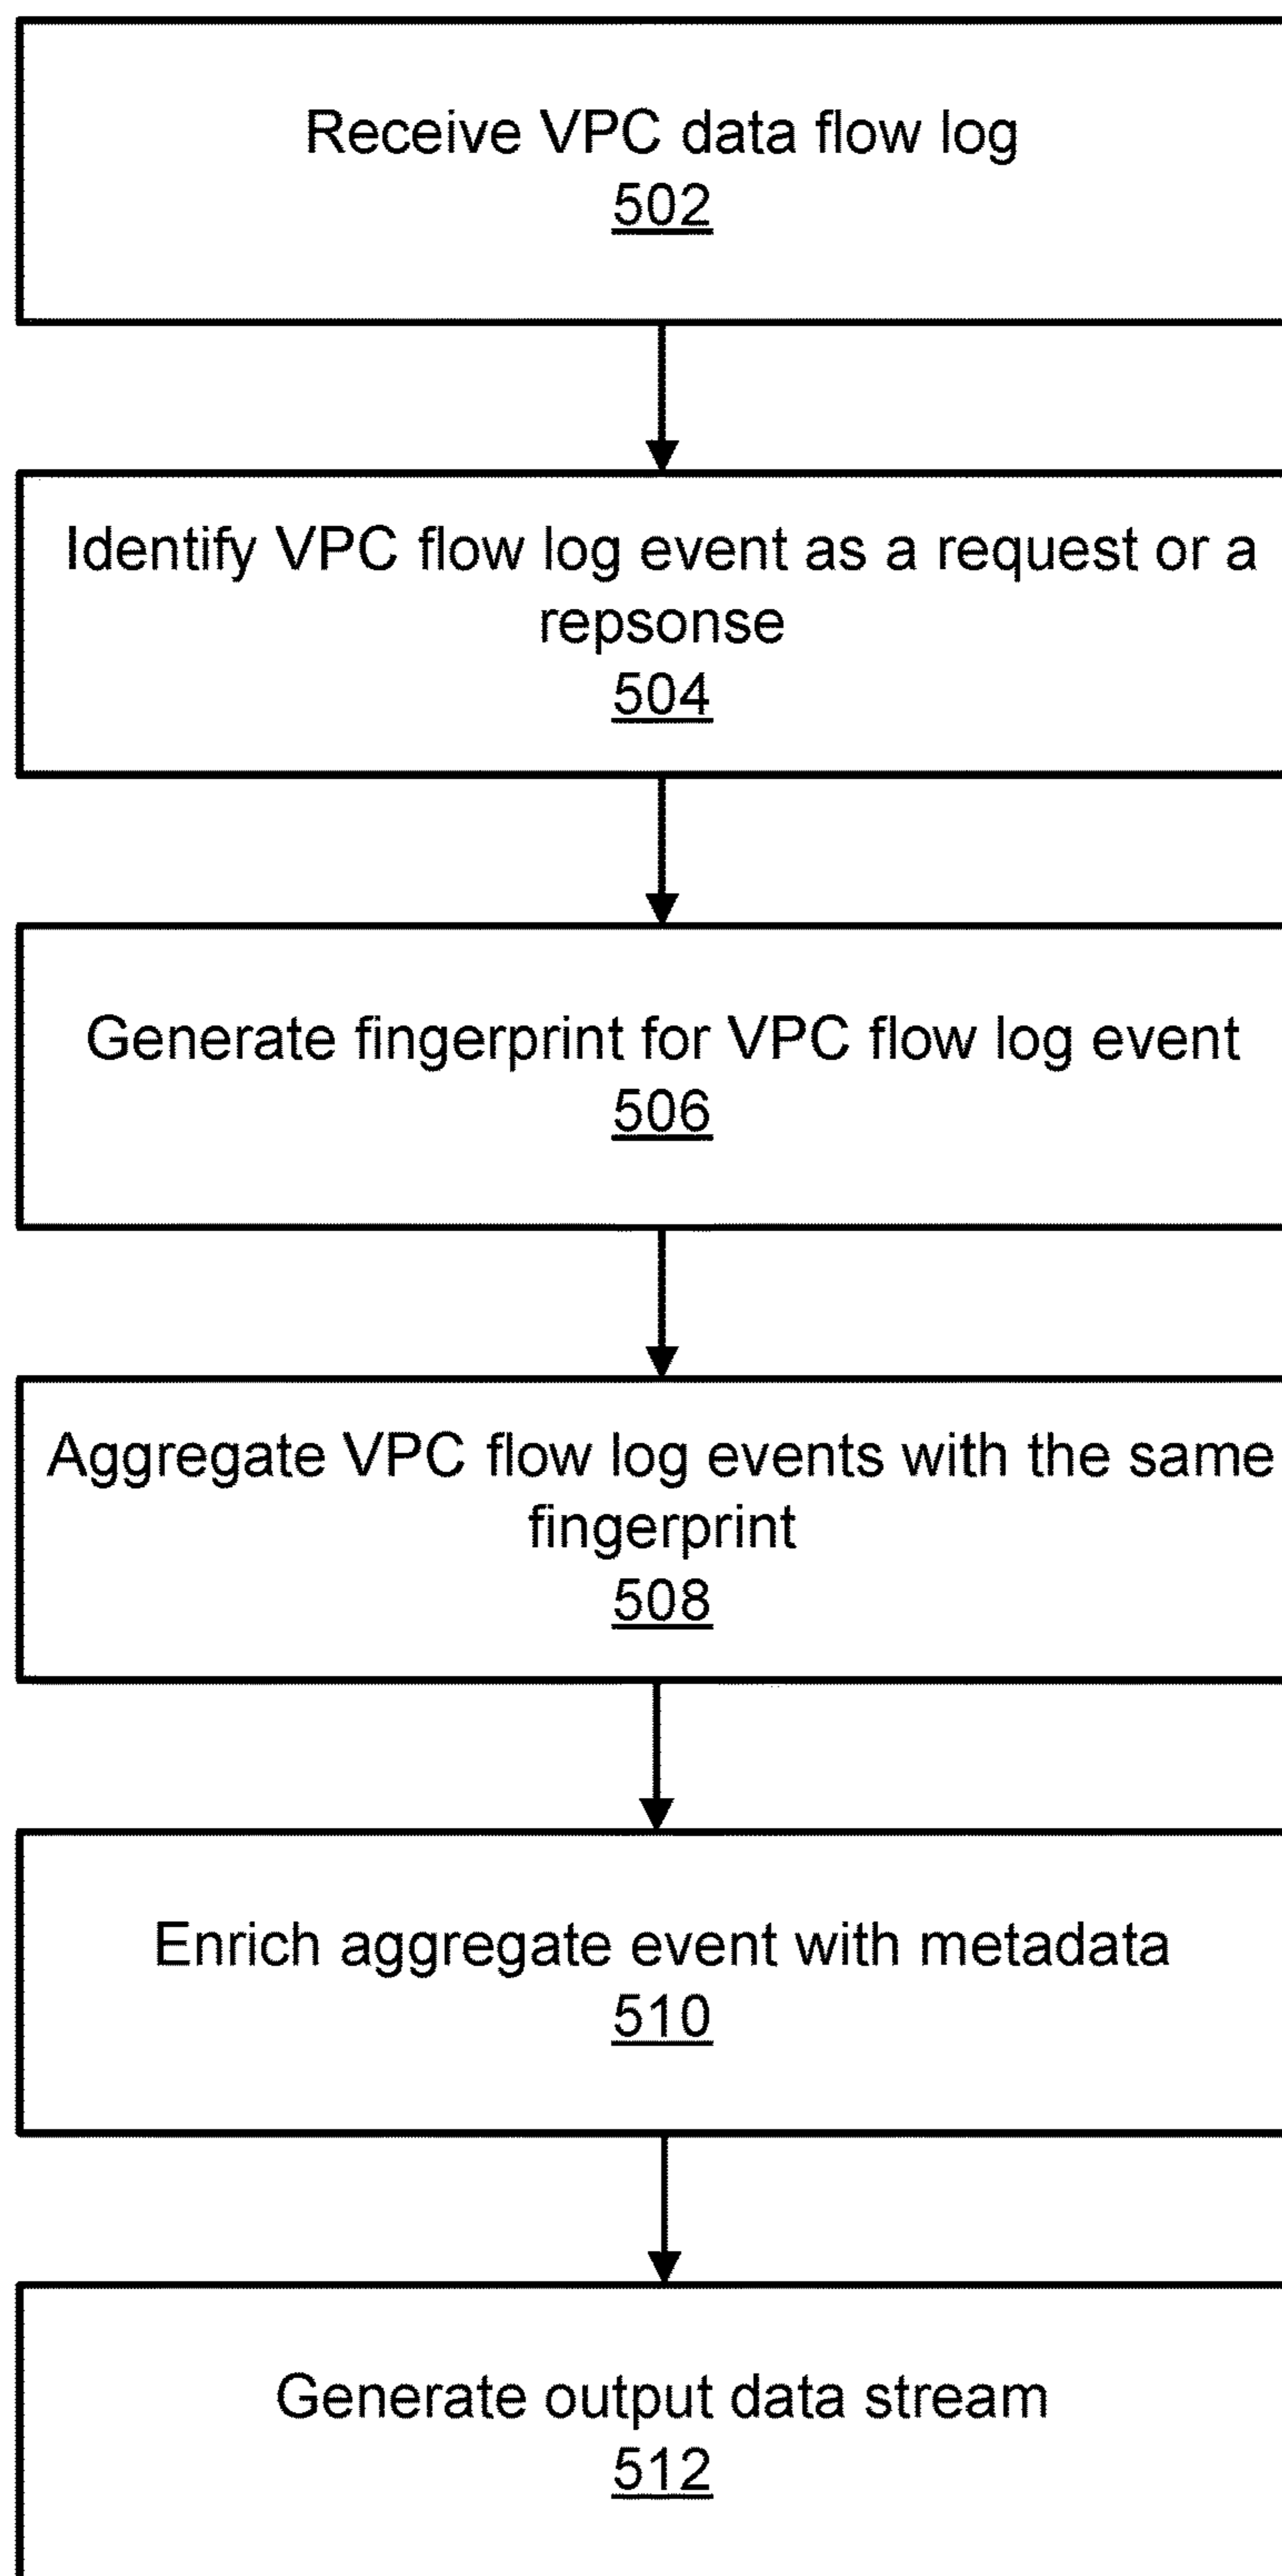 Receive VPC data flow log
502
Identify VPC flow log event as a request or a
repsonse
504
Generate fingerprint for VPC flow log event
506
Aggregate VPC flow log events with the same
fingerprint
508
Enrich aggregate event with metadata
510
Generate output data stream
512